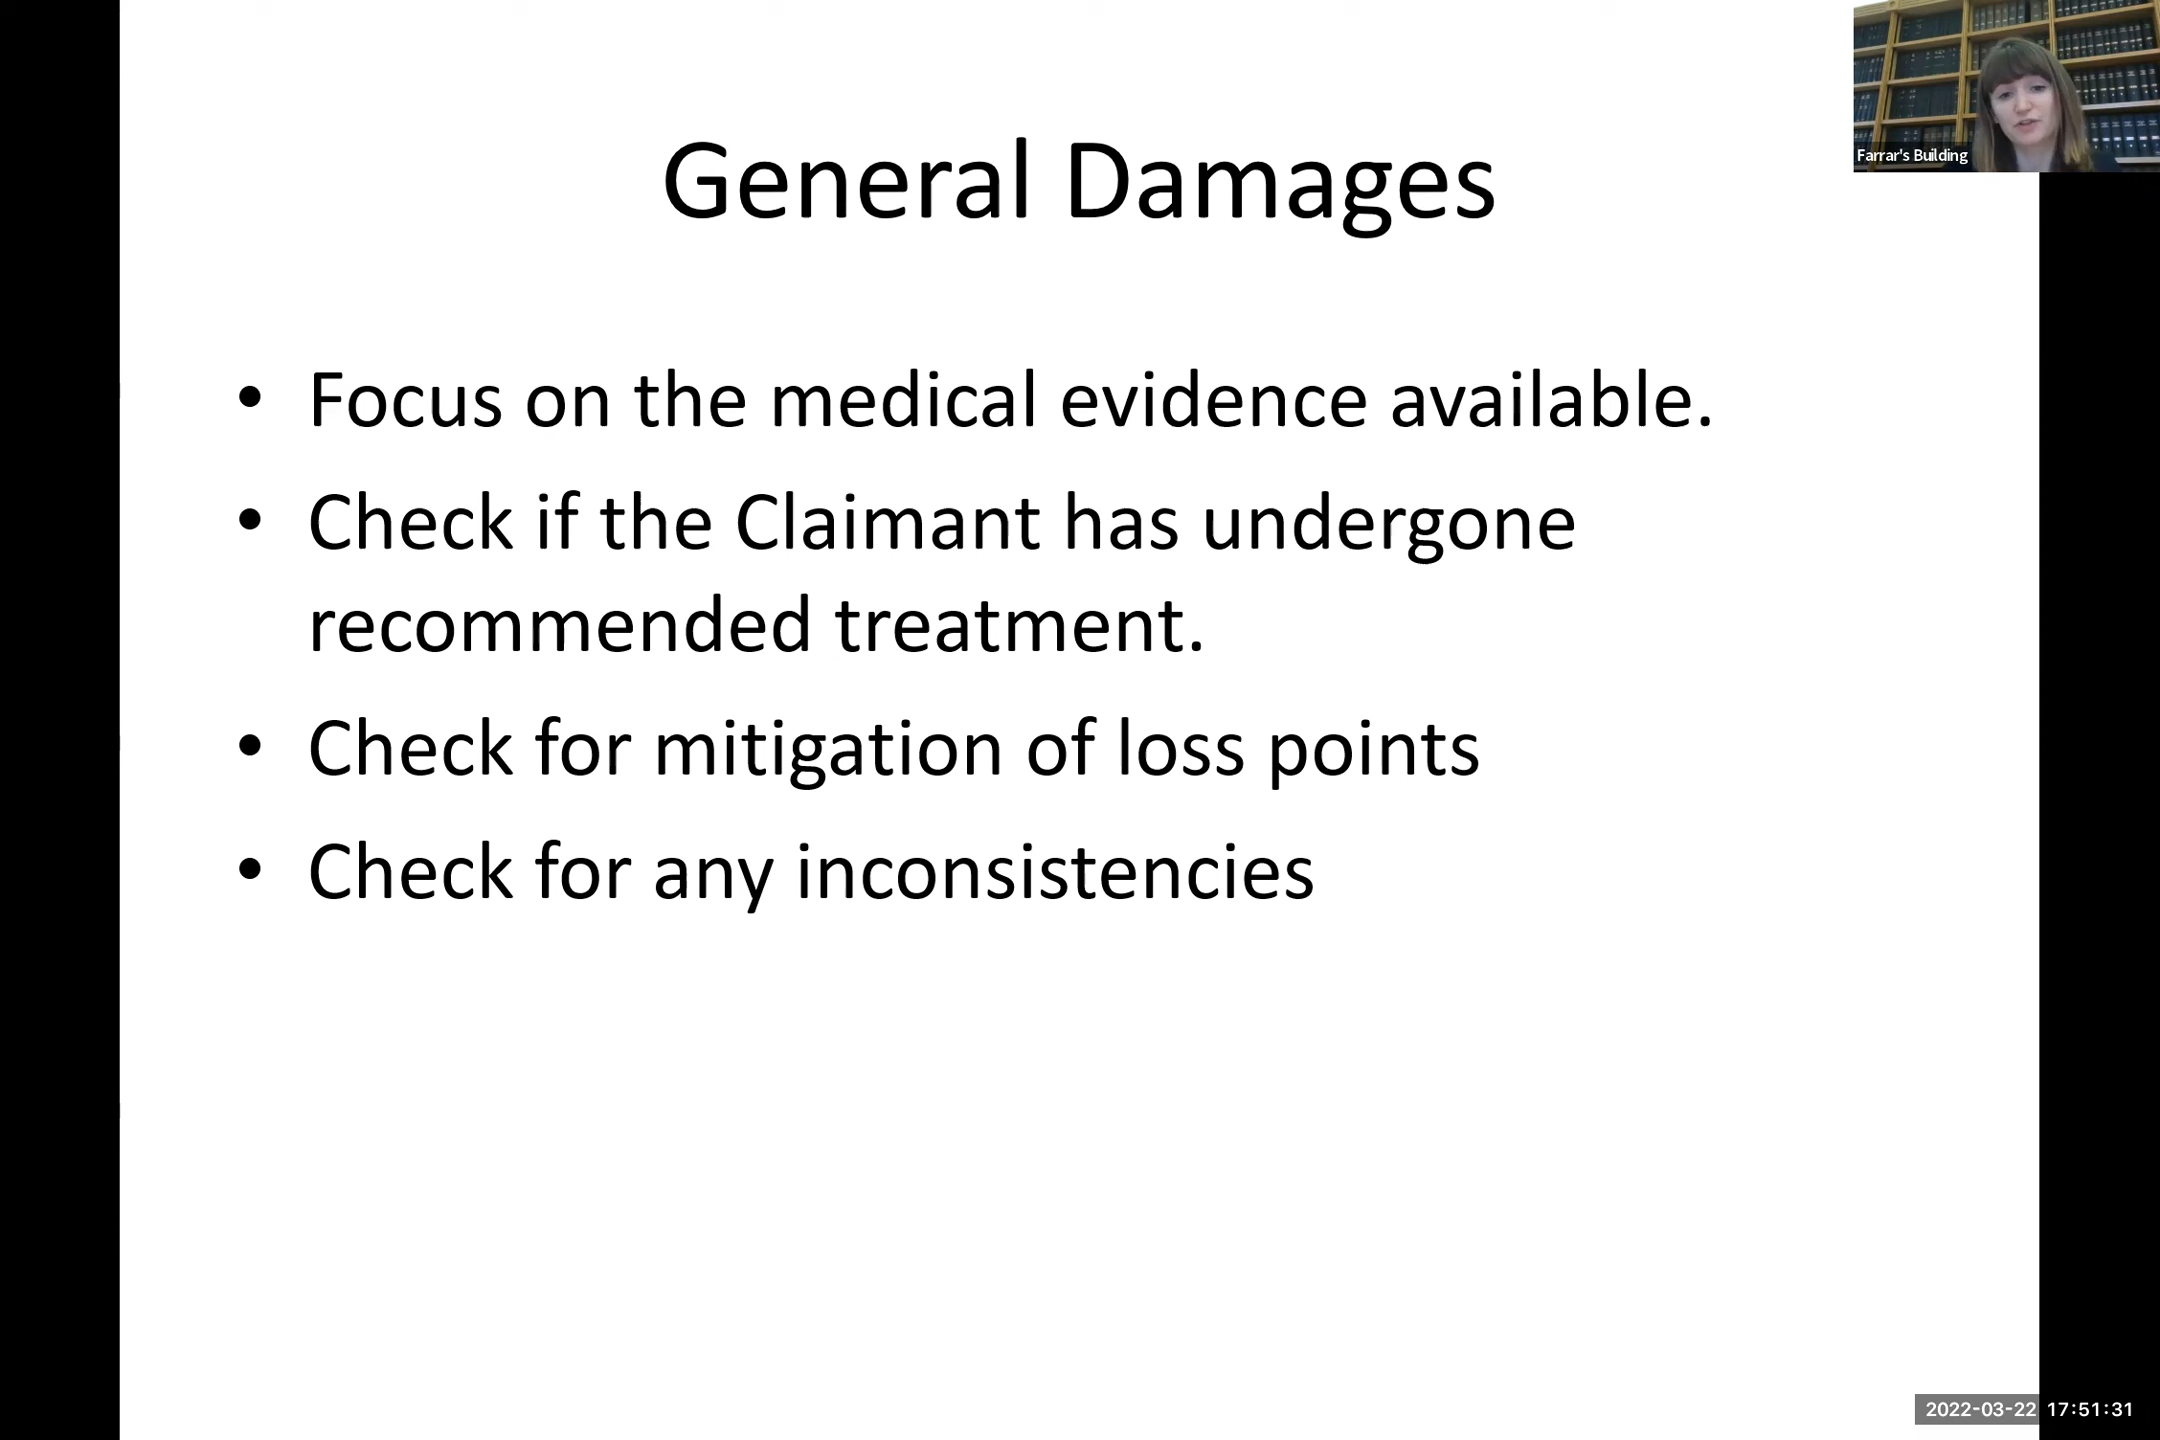 Farrar's Building
General Damages
• Focus on the medical evidence available.
• Check if the Claimant has undergone
recommended treatment.
• Check for mitigation of loss points
• Check for any inconsistencies
2022-03-22 17:51:31